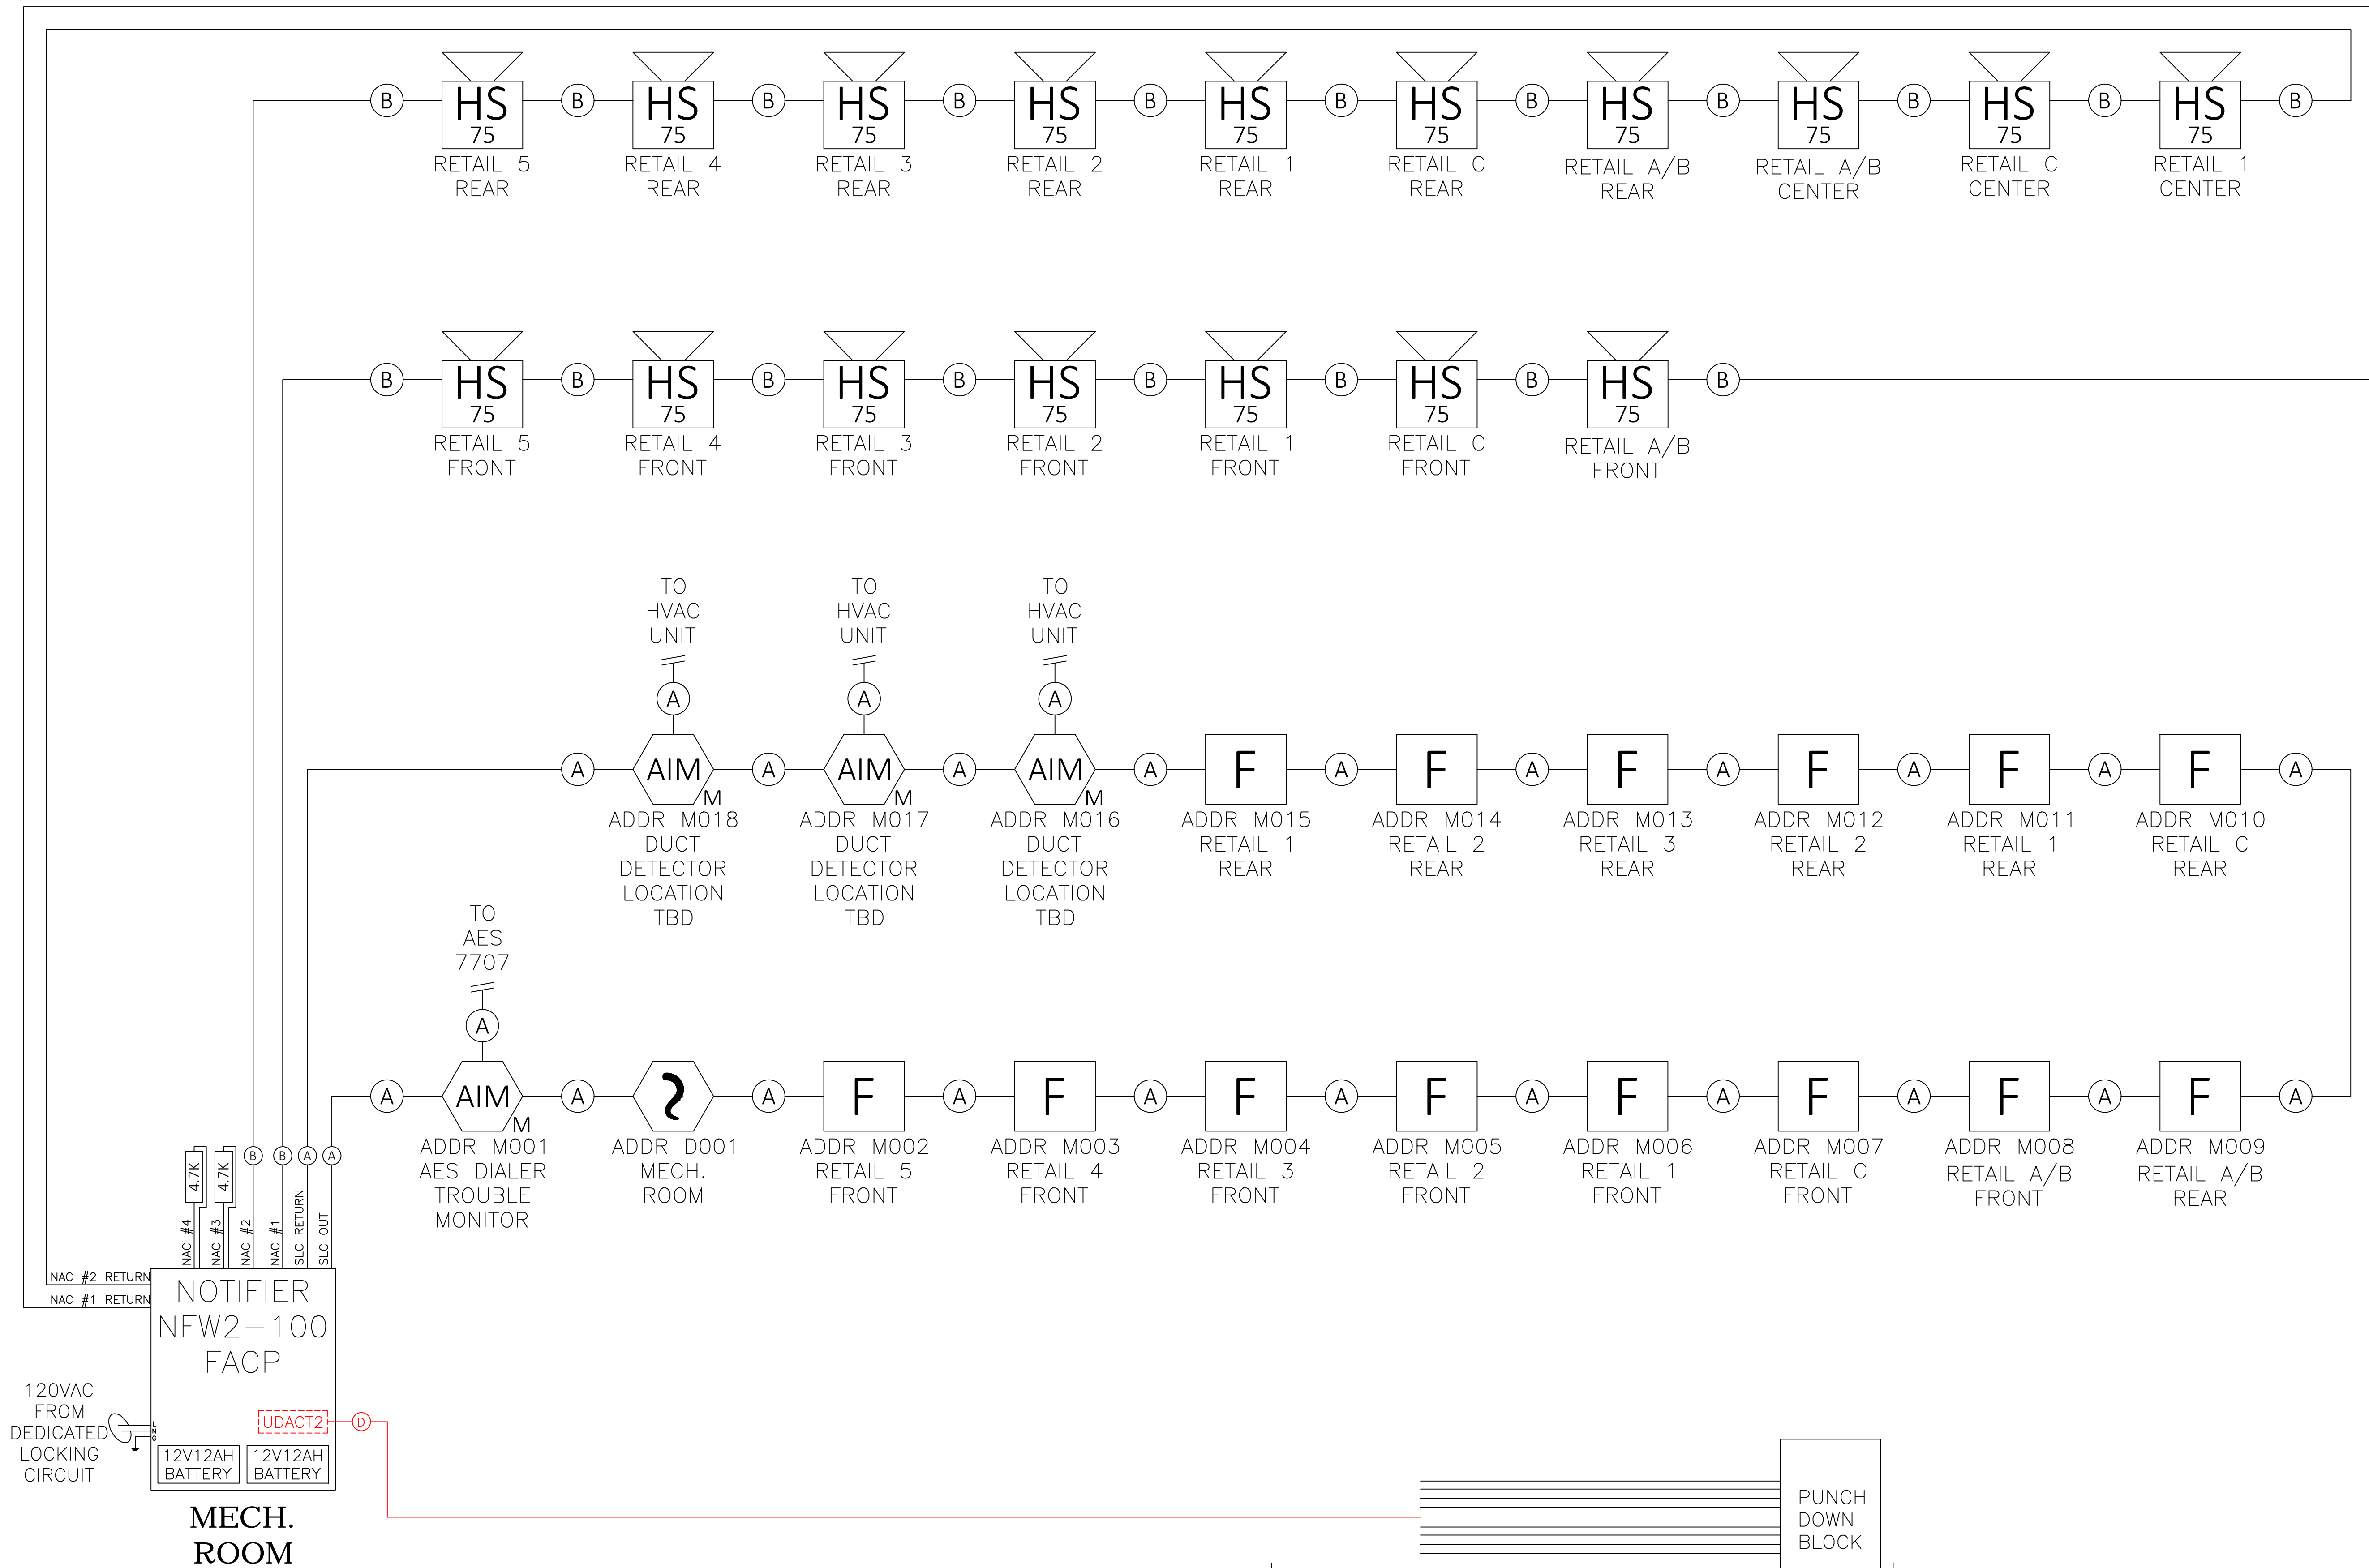 B HS B HS B HS B HS B HS B HS B HS B HS B HS B HS B
75 75 75 75 75 75 75 75 75 75
RETAIL 5 RETAIL 4 RETAIL 3 RETAIL 2 RETAIL 1 RETAIL C RETAIL A/B RETAIL A/B RETAIL C RETAIL 1
REAR REAR REAR REAR REAR REAR REAR CENTER CENTER CENTER
B HS B HS B HS B HS B HS B HS B HS B
75 75 75 75 75 75 75
RETAIL 5 RETAIL 4 RETAIL 3 RETAIL 2 RETAIL 1 RETAIL C RETAIL A/B
FRONT FRONT FRONT FRONT FRONT FRONT FRONT
TO TO TO
HVAC HVAC HVAC
UNIT UNIT UNIT
A A A
A AIM A AIM A AIM A F A F A F A F A F A F A
M M M
ADDR M018 ADDR M017 ADDR M016 ADDR M015 ADDR M014 ADDR M013 ADDR M012 ADDR M011 ADDR M010
DUCT DUCT DUCT RETAIL 1 RETAIL 2 RETAIL 3 RETAIL 2 RETAIL 1 RETAIL C
DETECTOR DETECTOR DETECTOR REAR REAR REAR REAR REAR REAR
LOCATION LOCATION LOCATION
TBD TBD TBD
TO
AES
7707
A
A AIM A A F A F A F A F A F A F A F A F A
M
ADDR M001 ADDR D001 ADDR M002 ADDR M003 ADDR M004 ADDR M005 ADDR M006 ADDR M007 ADDR M008 ADDR M009
AES DIALER MECH. RETAIL 5 RETAIL 4 RETAIL 3 RETAIL 2 RETAIL 1 RETAIL C RETAIL A/B RETAIL A/B
TROUBLE ROOM FRONT FRONT FRONT FRONT FRONT FRONT FRONT REAR
MONITOR
4.7K 4.7K B B A A
NAC #4 NAC #3 NAC #2 NAC #1 SLC RETURN SLC OUT
NAC #2 RETURN
NAC #1 RETURN
NOTIFIER
NFW2-100
FACP
120VAC
FROM
DEDICATED
LOCKING
CIRCUIT
L
N
G
UDACT2 D
12V12AH 12V12AH
BATTERY BATTERY
MECH.
ROOM
PUNCH
DOWN
BLOCK